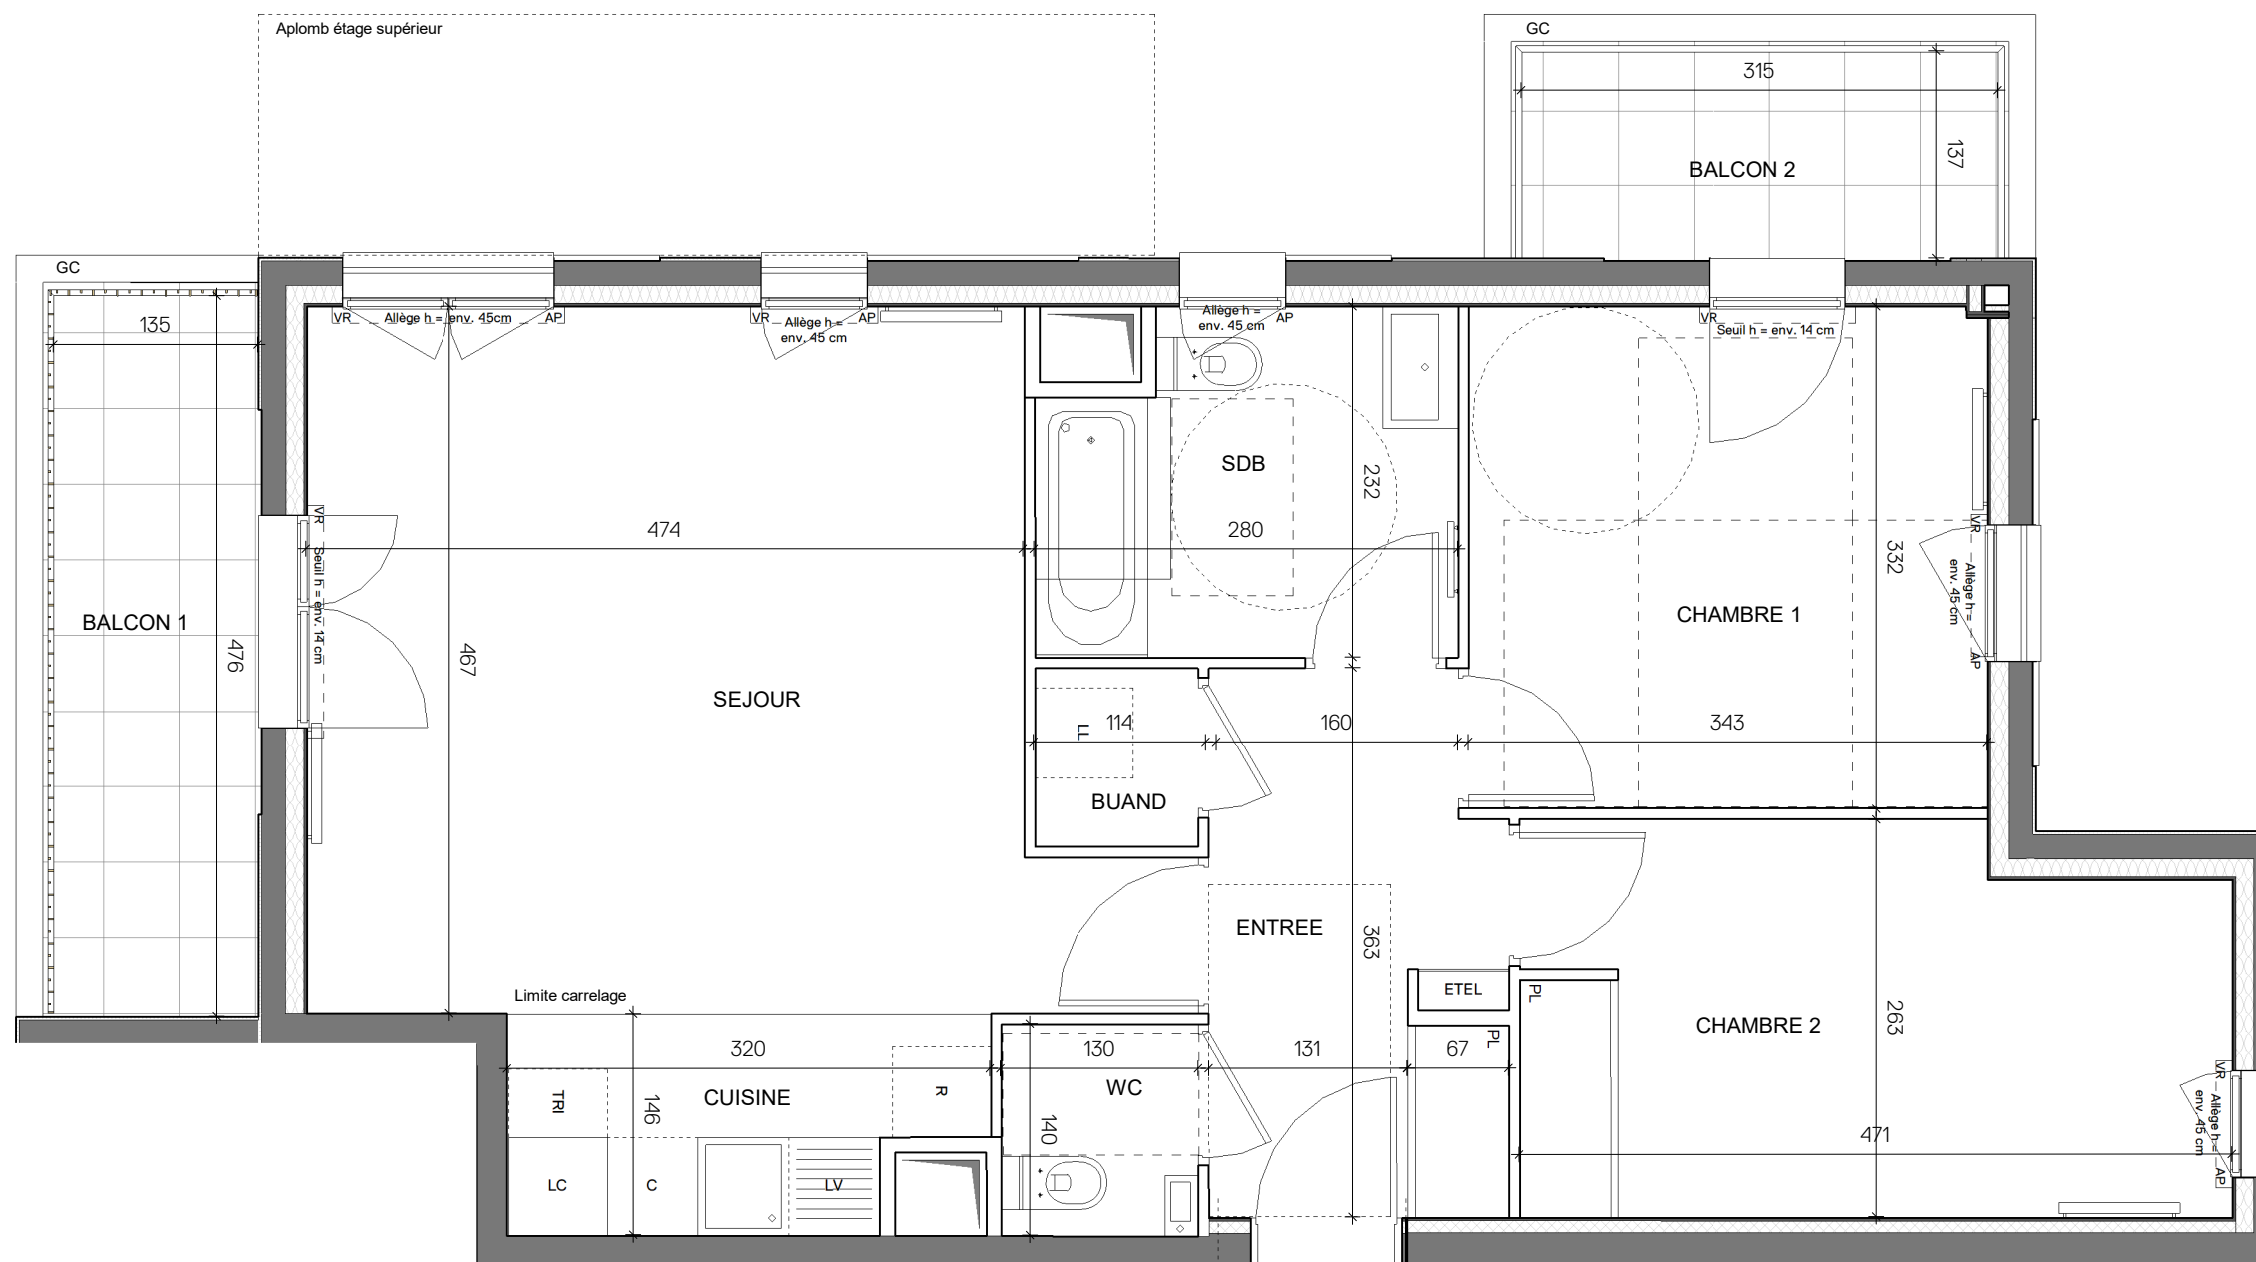 Aplomb étage supérieur
GC
315
137
BALCON 2
GC
135
BALCON 1
476
VR
Allège h = env. 45cm
AP
VR
Allège h =
env. 45 cm
AP
Allège h =
env. 45 cm
AP
VR
Seuil h = env. 14 cm
VR
Seuil h = env. 14 cm
474
467
SEJOUR
SDB
280
232
CHAMBRE 1
332
VR
Allège h =
env. 45 cm
AP
LL
114
160
343
BUAND
ENTREE
363
ETEL
PL
PL
CHAMBRE 2
263
Limite carrelage
320
130
131
67
TRI
146
CUISINE
R
WC
140
LC
C
LV
471
VR
Allège h =
env. 45 cm
AP